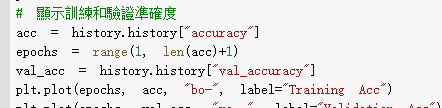 # 顯示訓練和驗證準確度
acc = history.history["accuracy"]
epochs = range(1, len(acc)+1)
val_acc = history.history["val_accuracy"]
plt.plot(epochs, acc, "bo-", label="Training Acc")
plt.plot(epochs, val_acc, label="Validation Acc")